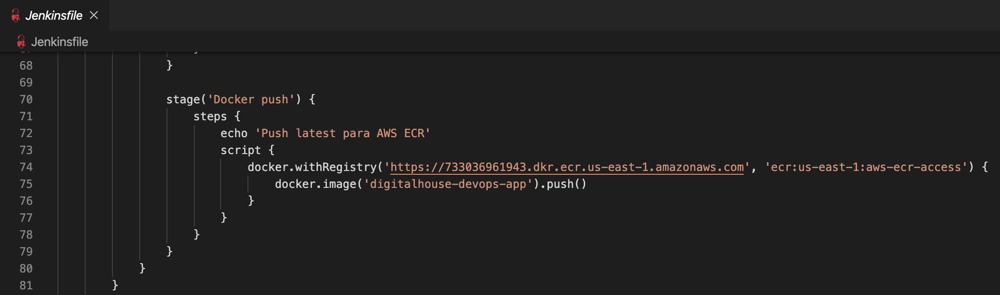 Jenkinsfile
Jenkinsfile
68 }
69
70 stage('Docker push') {
71 steps {
72 echo 'Push latest para AWS ECR'
73 script {
74 docker.withRegistry('https://733036961943.dkr.ecr.us-east-1.amazonaws.com', 'ecr:us-east-1:aws-ecr-access') {
75 docker.image('digitalhouse-devops-app').push()
76 }
77 }
78 }
79 }
80 }
81 }